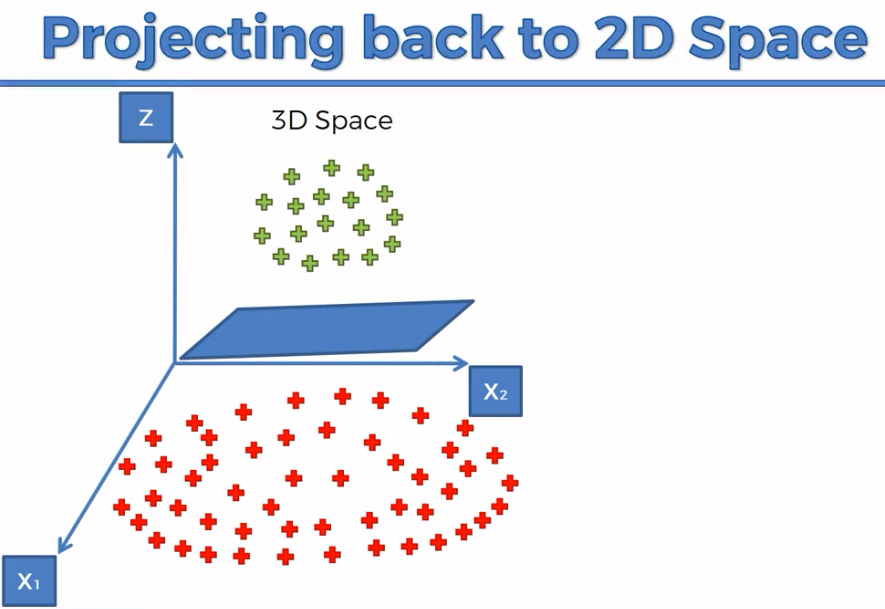 Projecting back to 2D Space
Z
3D Space
X₂
X₁